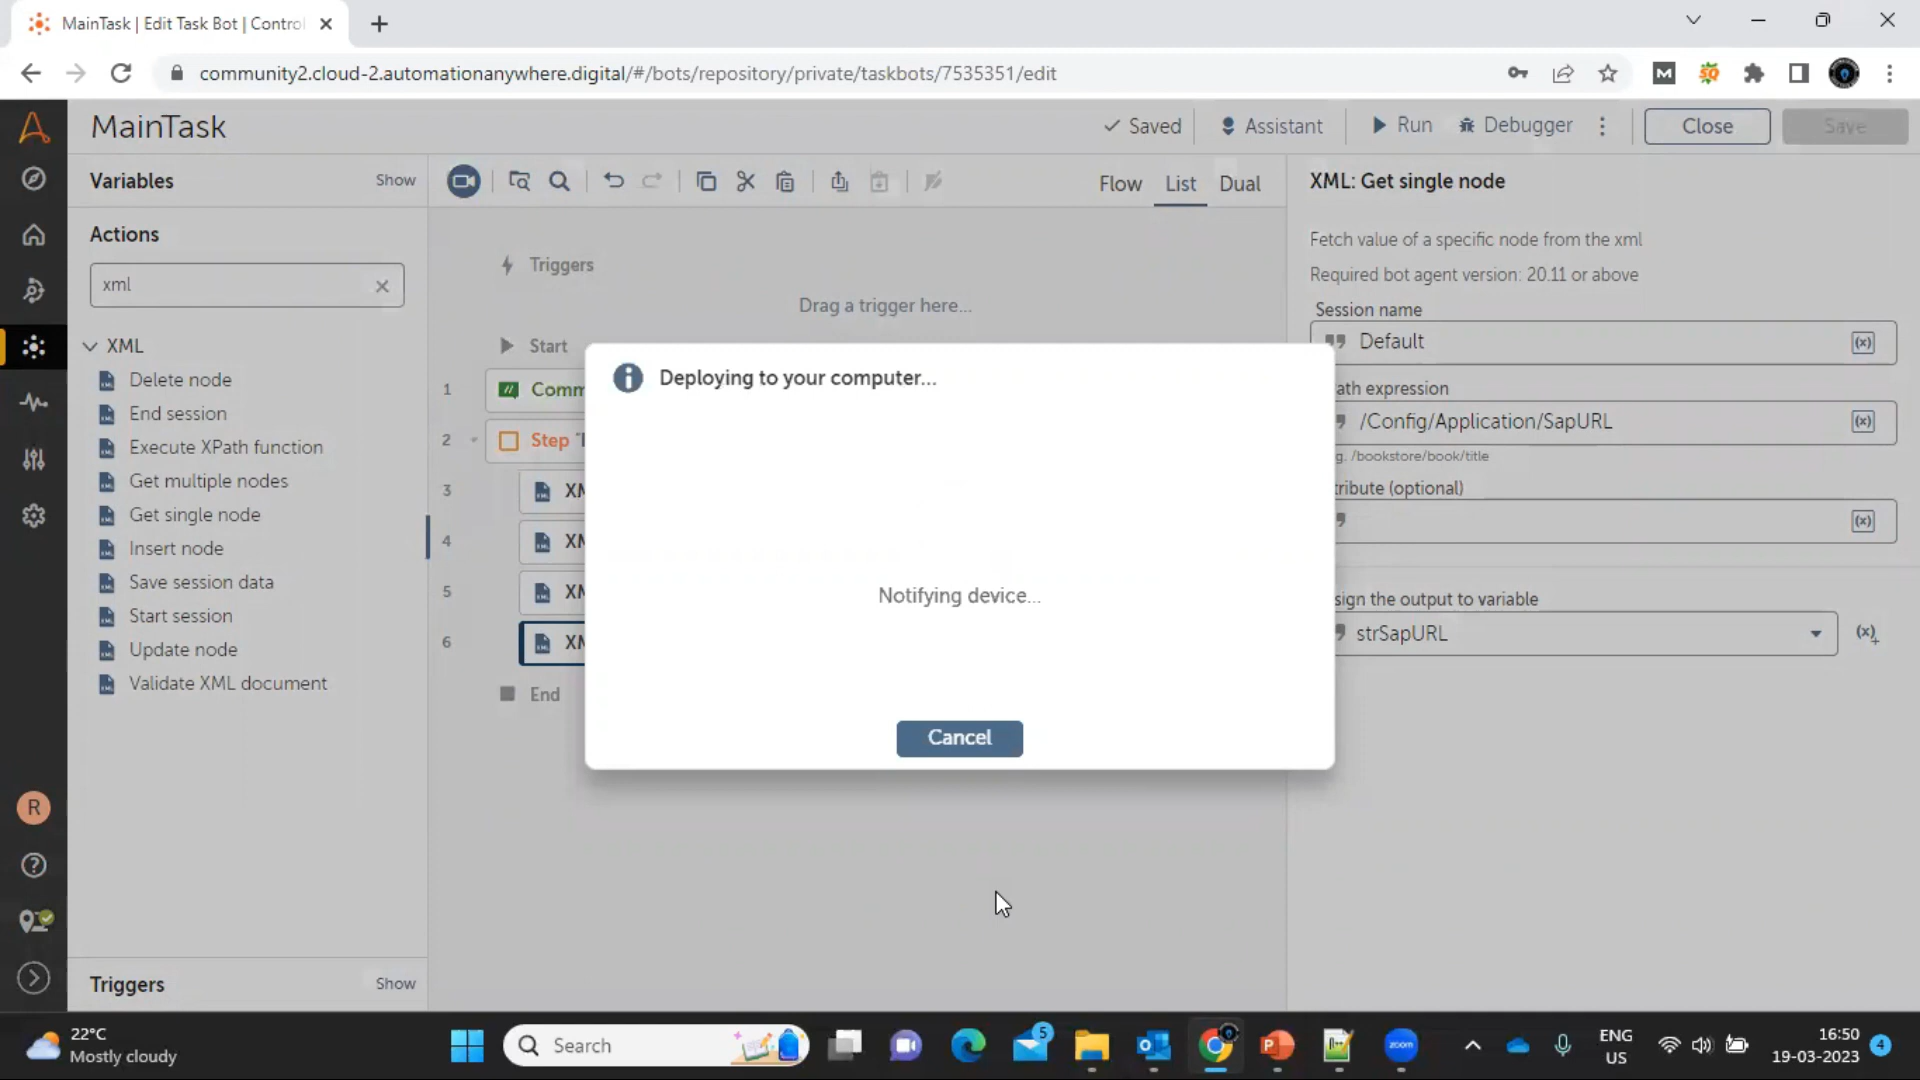 MainTask | Edit Task Bot | Contro
community2.cloud-2.automationanywhere.digital/#/bots/repository/private/taskbots/7535351/edit
MainTask
Saved
Assistant
Run
Debugger
Close
Save
Variables
Show
Flow
List
Dual
XML: Get single node
Actions
xml
XML
Delete node
End session
Execute XPath function
Get multiple nodes
Get single node
Insert node
Save session data
Start session
Update node
Validate XML document
Triggers
Show
Triggers
Drag a trigger here...
Start
1
Comm
2
Step
3
XM
4
XM
5
XM
6
XM
End
Deploying to your computer...
Notifying device...
Cancel
Fetch value of a specific node from the xml
Required bot agent version: 20.11 or above
Session name
Default
ath expression
/Config/Application/SapURL
g. /bookstore/book/title
tribute (optional)
sign the output to variable
strSapURL
R
22°C
Mostly cloudy
Search
5
zoom
ENG
US
16:50
19-03-2023
4